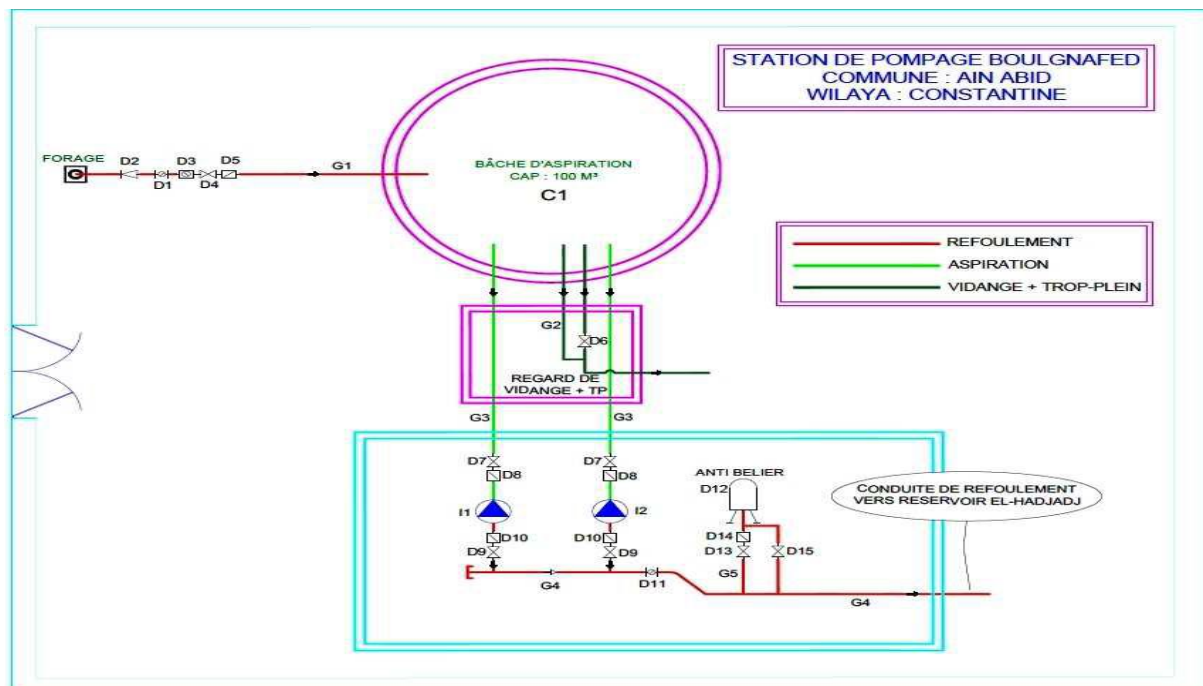 STATION DE POMPAGE BOULGNAFED
COMMUNE : AIN ABID
WILAYA : CONSTANTINE
FORAGE
D2
D3
D5
D1
D4
G1
BÂCHE D'ASPIRATION
CAP : 100 M³
C1
REFOULEMENT
ASPIRATION
VIDANGE + TROP-PLEIN
G2
D6
REGARD DE
VIDANGE + TP
G3
G3
D7
D8
D7
D8
I1
I2
D10
D9
D10
D9
G4
D11
ANTI BELIER
D12
D14
D13
D15
G5
G4
CONDUITE DE REFOULEMENT
VERS RESERVOIR EL-HADJADJ